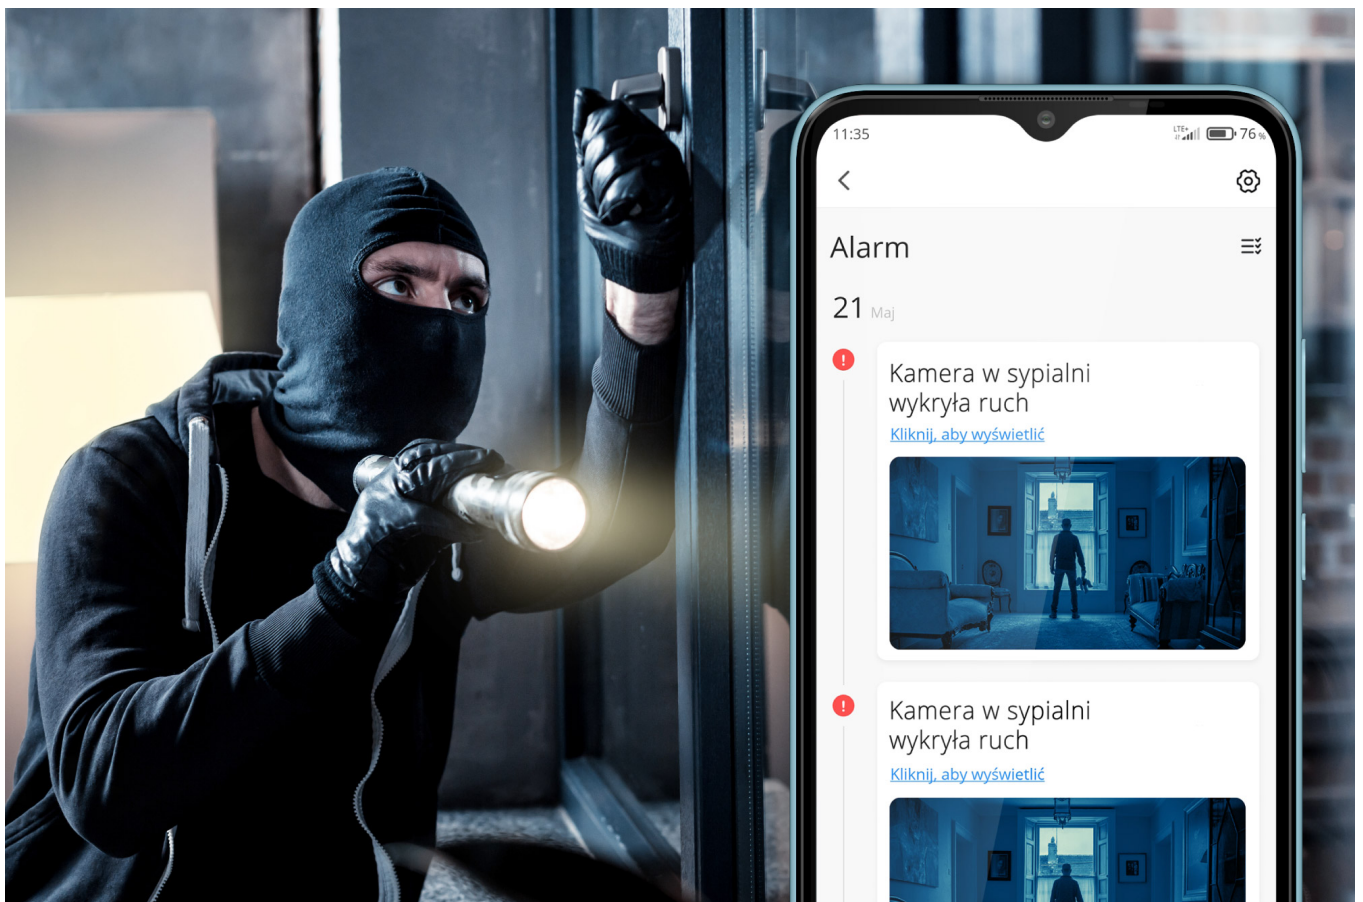 11:35
LTE+ 76 %
Alarm
21 Maj
Kamera w sypialni
wykryła ruch
Kliknij, aby wyświetlić
Kamera w sypialni
wykryła ruch
Kliknij, aby wyświetlić